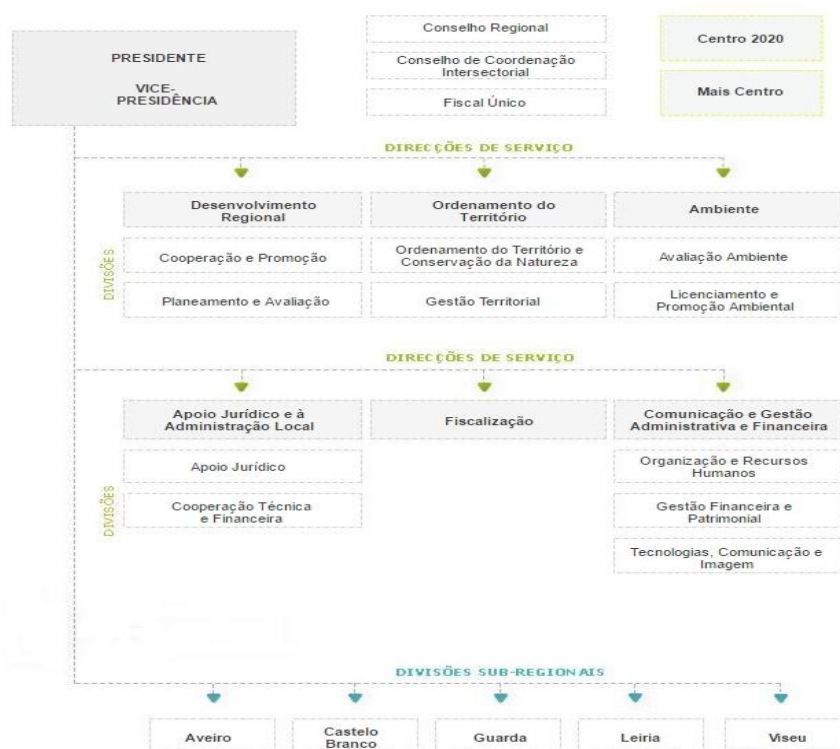 PRESIDENTE
VICE-
PRESIDÊNCIA
Conselho Regional
Conselho de Coordenação
Intersectorial
Fiscal Único
Centro 2020
Mais Centro
DIRECÇÕES DE SERVIÇO
Desenvolvimento
Regional
Ordenamento do
Território
Ambiente
DIVISÕES
Cooperação e Promoção
Ordenamento do Território e
Conservação da Natureza
Avaliação Ambiente
Planeamento e Avaliação
Gestão Territorial
Licenciamento e
Promoção Ambiental
DIRECÇÕES DE SERVIÇO
Apoio Jurídico e à
Administração Local
Fiscalização
Comunicação e Gestão
Administrativa e Financeira
DIVISÕES
Apoio Jurídico
Organização e Recursos
Humanos
Cooperação Técnica
e Financeira
Gestão Financeira e
Patrimonial
Tecnologias, Comunicação e
Imagem
DIVISÕES SUB-REGIONAIS
Aveiro
Castelo
Branco
Guarda
Leiria
Viseu